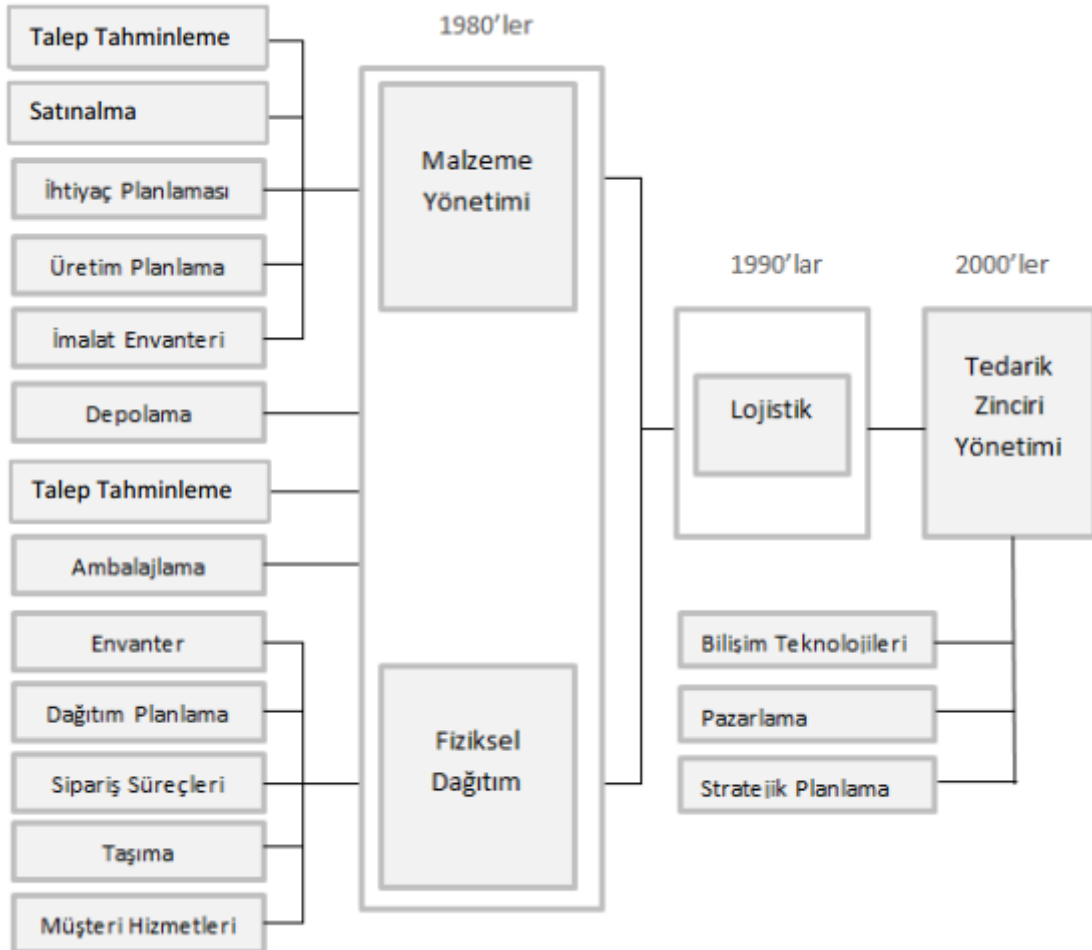 Talep Tahminleme
Satınalma
İhtiyaç Planlaması
Üretim Planlama
İmalat Envanteri
Depolama
Talep Tahminleme
Ambalajlama
Envanter
Dağıtım Planlama
Sipariş Süreçleri
Taşıma
Müşteri Hizmetleri
1980’ler
Malzeme
Yönetimi
Fiziksel
Dağıtım
1990’lar
Lojistik
2000’ler
Tedarik
Zinciri
Yönetimi
Bilişim Teknolojileri
Pazarlama
Stratejik Planlama